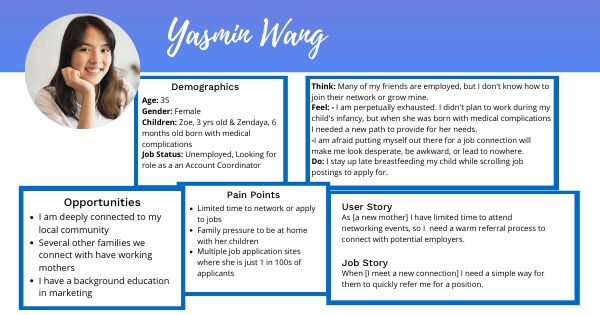 Yasmin Wang
Demographics
Age: 35
Gender: Female
Children: Zoe, 3 yrs old & Zendaya, 6
months old born with medical
complications
Job Status: Unemployed, Looking for
role as a an Account Coordinator
Think: Many of my friends are employed, but I don't know how to
join their network or grow mine.
Feel: - I am perpetually exhausted. I didn't plan to work during my
child's infancy, but when she was born with medical complications
I needed a new path to provide for her needs.
-I am afraid putting myself out there for a job connection will
make me look desperate, be awkward, or lead to nowhere.
Do: I stay up late breastfeeding my child while scrolling job
postings to apply for.
Opportunities
• I am deeply connected to my
local community
• Several other families we
connect with have working
mothers
• I have a background education
in marketing
Pain Points
• Limited time to network or apply
to jobs
• Family pressure to be at home
with her children
• Multiple job application sites
where she is just 1 in 100s of
applicants
User Story
As [a new mother] I have limited time to attend
networking events, so I need a warm referral process to
connect with potential employers.
Job Story
When [I meet a new connection] I need a simple way for
them to quickly refer me for a position.